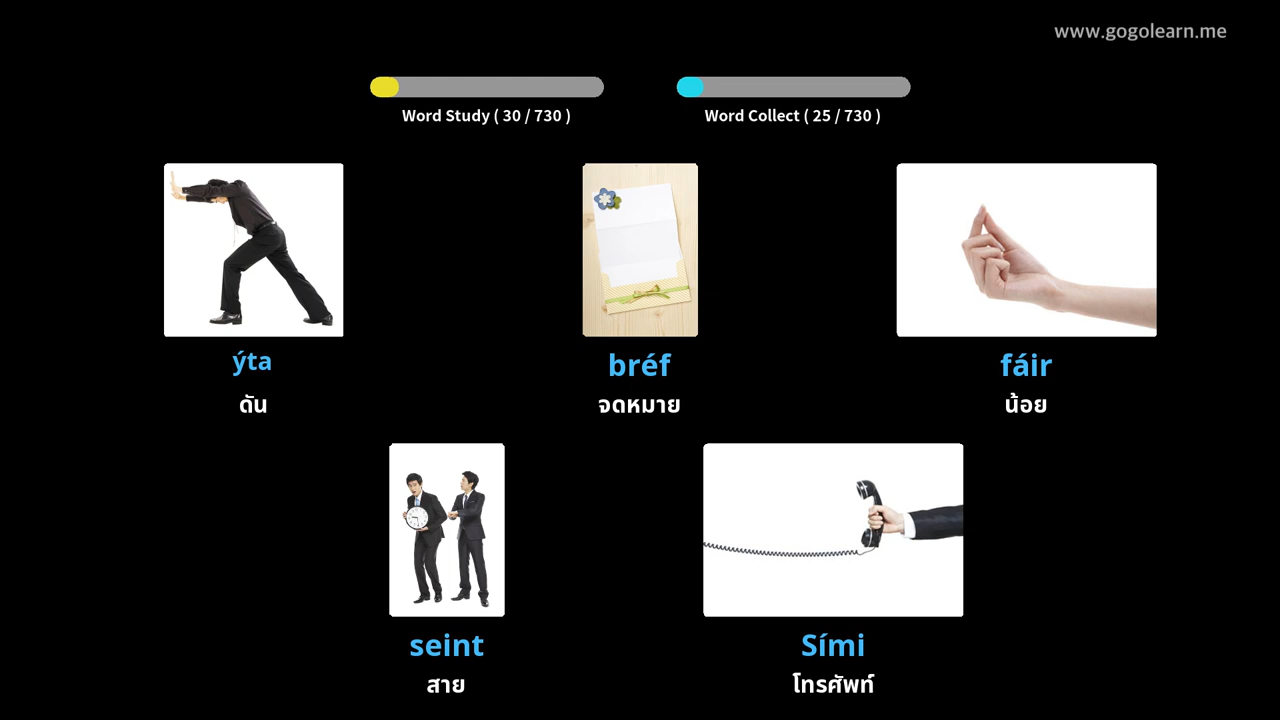 www.gogolearn.me
Word Study ( 30 / 730 )
Word Collect ( 25 / 730 )
ýta
ดัน
bréf
จดหมาย
fáir
น้อย
seint
สาย
Sími
โทรศัพท์